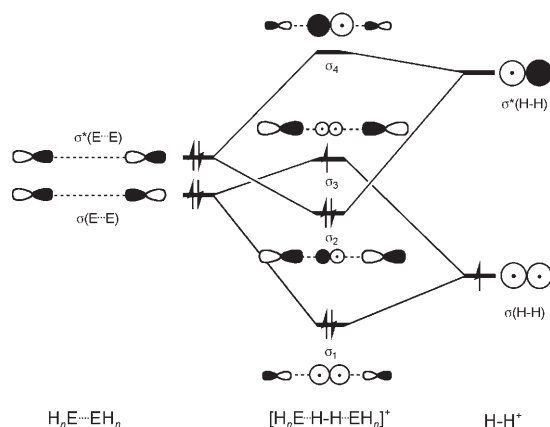 σ₄
σ*(H-H)
σ*(E···E)
σ₃
σ(E···E)
σ₂
σ(H-H)
σ₁
HₙE···EHₙ
[HₙE···H-H···EHₙ]⁺
H-H⁺